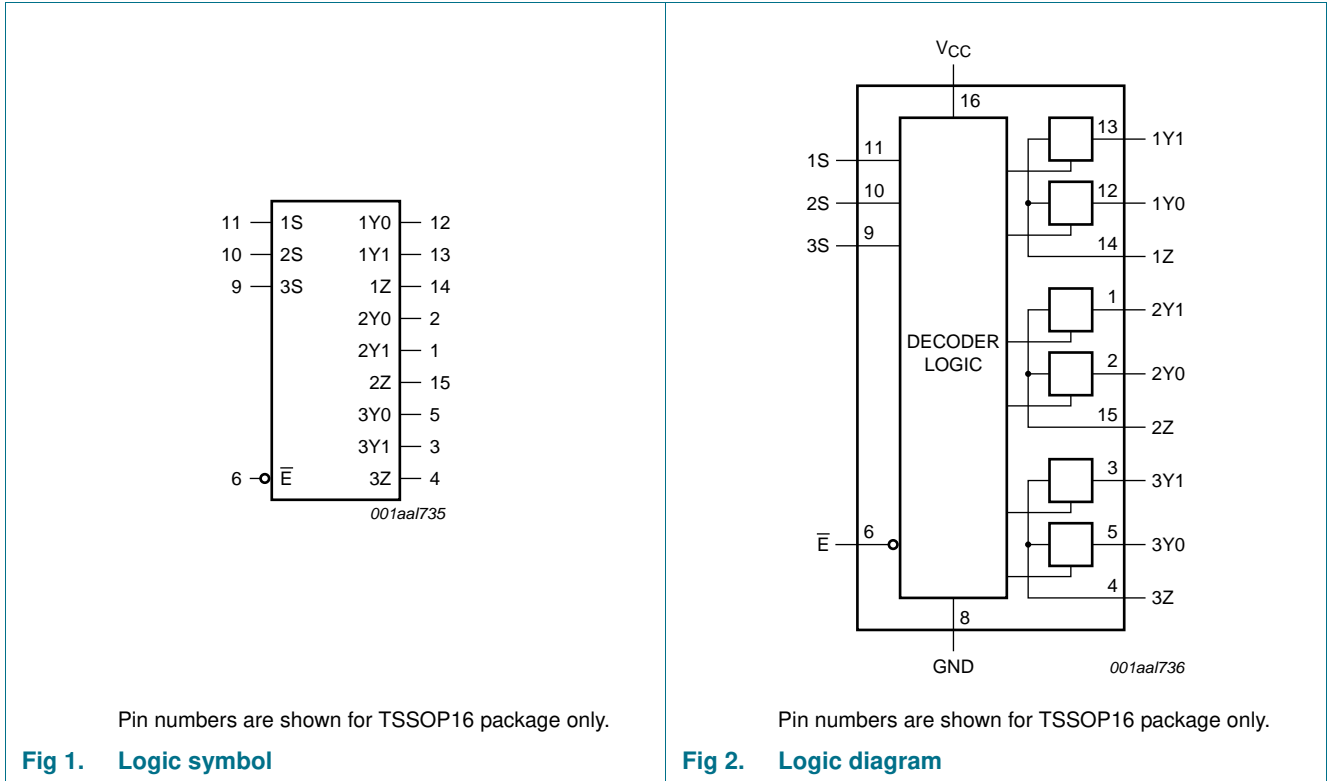 11 1S 1Y0 12
10 2S 1Y1 13
9 3S 1Z 14
2Y0 2
2Y1 1
2Z 15
3Y0 5
3Y1 3
6 E̅ 3Z 4
001aal735
Pin numbers are shown for TSSOP16 package only.
Fig 1. Logic symbol
VCC
16
13 1Y1
1S 11
12 1Y0
2S 10
3S 9
14 1Z
1 2Y1
DECODER
LOGIC
2 2Y0
15 2Z
3 3Y1
E̅ 6
5 3Y0
4 3Z
8
GND
001aal736
Pin numbers are shown for TSSOP16 package only.
Fig 2. Logic diagram